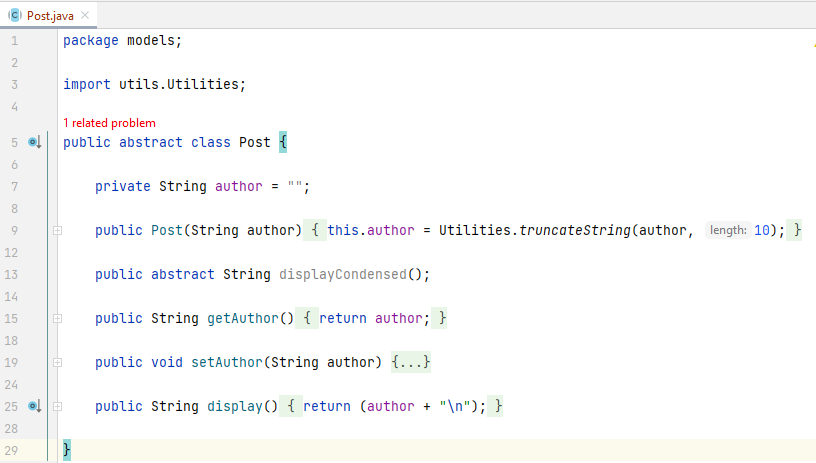 Post.java
1 package models;
2
3 import utils.Utilities;
4
1 related problem
5 public abstract class Post {
6
7 private String author = "";
8
9 public Post(String author) { this.author = Utilities.truncateString(author, length: 10); }
12
13 public abstract String displayCondensed();
14
15 public String getAuthor() { return author; }
18
19 public void setAuthor(String author) {...}
24
25 public String display() { return (author + "\n"); }
28
29 }